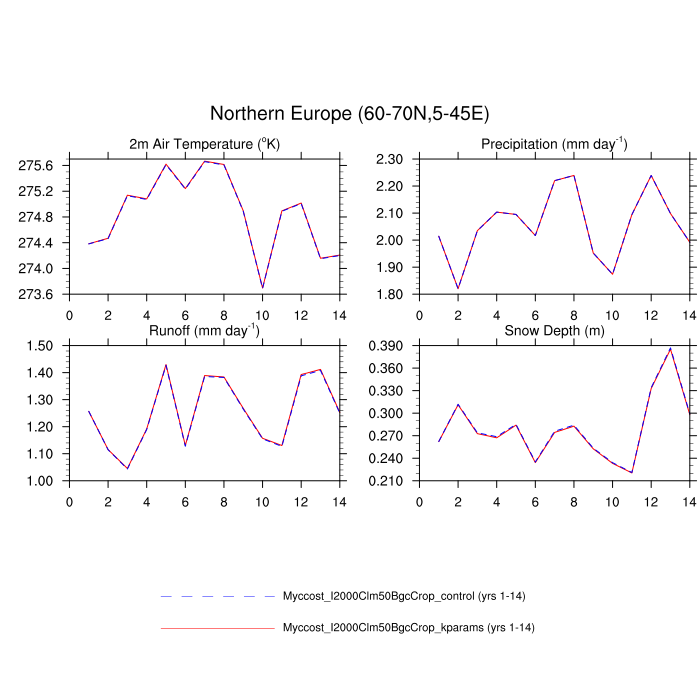 Northern Europe (60-70N,5-45E)
2m Air Temperature (°K)
275.6
275.2
274.8
274.4
274.0
273.6
0 2 4 6 8 10 12 14
Precipitation (mm day⁻¹)
2.30
2.20
2.10
2.00
1.90
1.80
0 2 4 6 8 10 12 14
Runoff (mm day⁻¹)
1.50
1.40
1.30
1.20
1.10
1.00
0 2 4 6 8 10 12 14
Snow Depth (m)
0.390
0.360
0.330
0.300
0.270
0.240
0.210
0 2 4 6 8 10 12 14
Myccost_I2000Clm50BgcCrop_control (yrs 1-14)
Myccost_I2000Clm50BgcCrop_kparams (yrs 1-14)